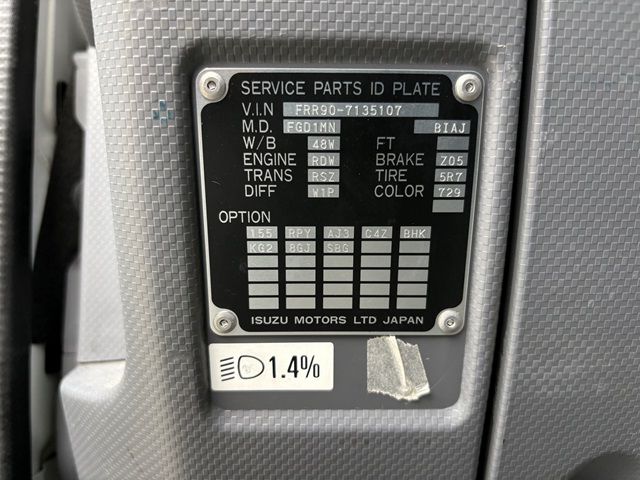 SERVICE PARTS ID PLATE
V.I.N FRR90-7135107
M.D. FGD1MN BIAJ
W/B 48W FT
ENGINE RDW BRAKE Z05
TRANS RSZ TIRE 5R7
DIFF W1P COLOR 729
OPTION
155 RPY AJ3 C4Z BHK
KG2 8GJ SBG
ISUZU MOTORS LTD JAPAN
1.4%